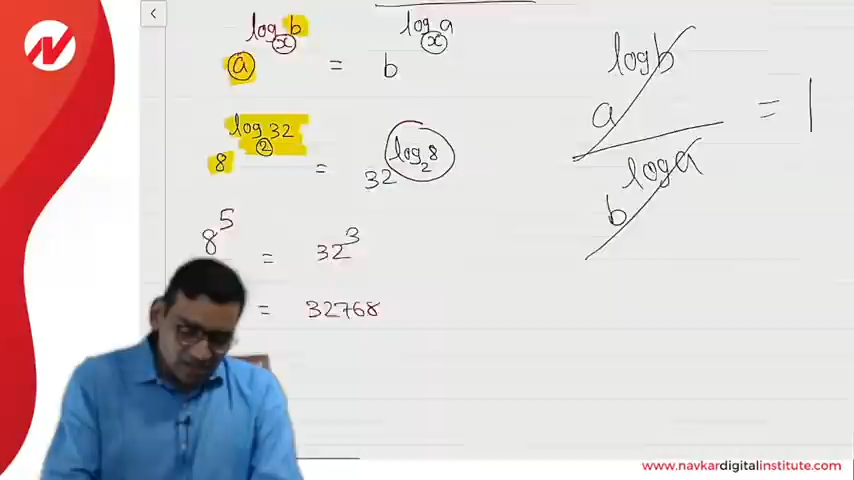 a^(log_x b) = b^(log_x a)
8^(log_2 32) = 32^(log_2 8)
8^5 = 32^3
= 32768
a^(log b)
/ b^(log a) = 1
www.navkardigitalinstitute.com